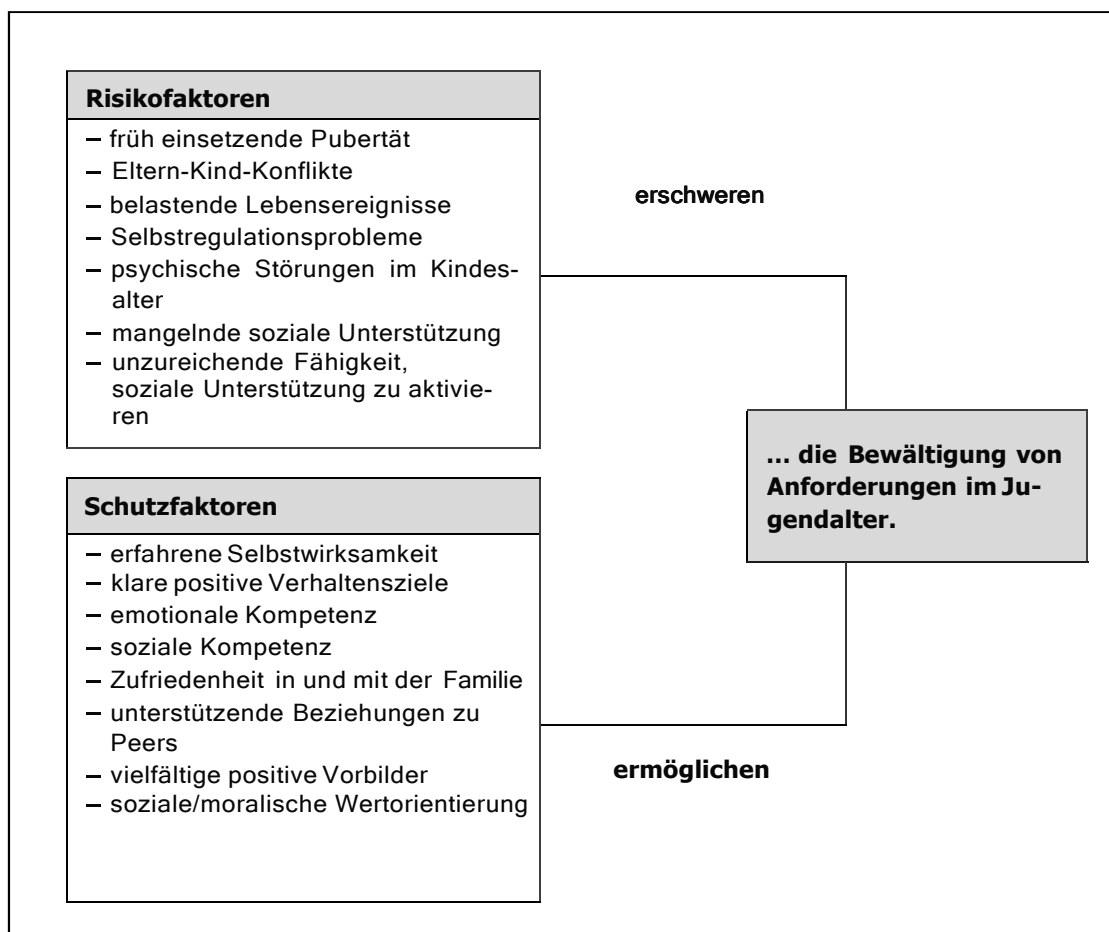 Risikofaktoren
– früh einsetzende Pubertät
– Eltern-Kind-Konflikte
– belastende Lebensereignisse
– Selbstregulationsprobleme
– psychische Störungen im Kindes-
alter
– mangelnde soziale Unterstützung
– unzureichende Fähigkeit,
soziale Unterstützung zu aktivie-
ren
erschweren
... die Bewältigung von
Anforderungen im Ju-
gendalter.
Schutzfaktoren
– erfahrene Selbstwirksamkeit
– klare positive Verhaltensziele
– emotionale Kompetenz
– soziale Kompetenz
– Zufriedenheit in und mit der Familie
– unterstützende Beziehungen zu
Peers
– vielfältige positive Vorbilder
– soziale/moralische Wertorientierung
ermöglichen